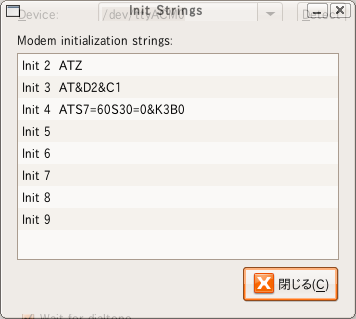 Init Strings
Device: /dev/ttyACM0 Detect
Modem initialization strings:
Init 2 ATZ
Init 3 AT&D2&C1
Init 4 ATS7=60S30=0&K3B0
Init 5
Init 6
Init 7
Init 8
Init 9
閉じる(C)
Wait for dialtone